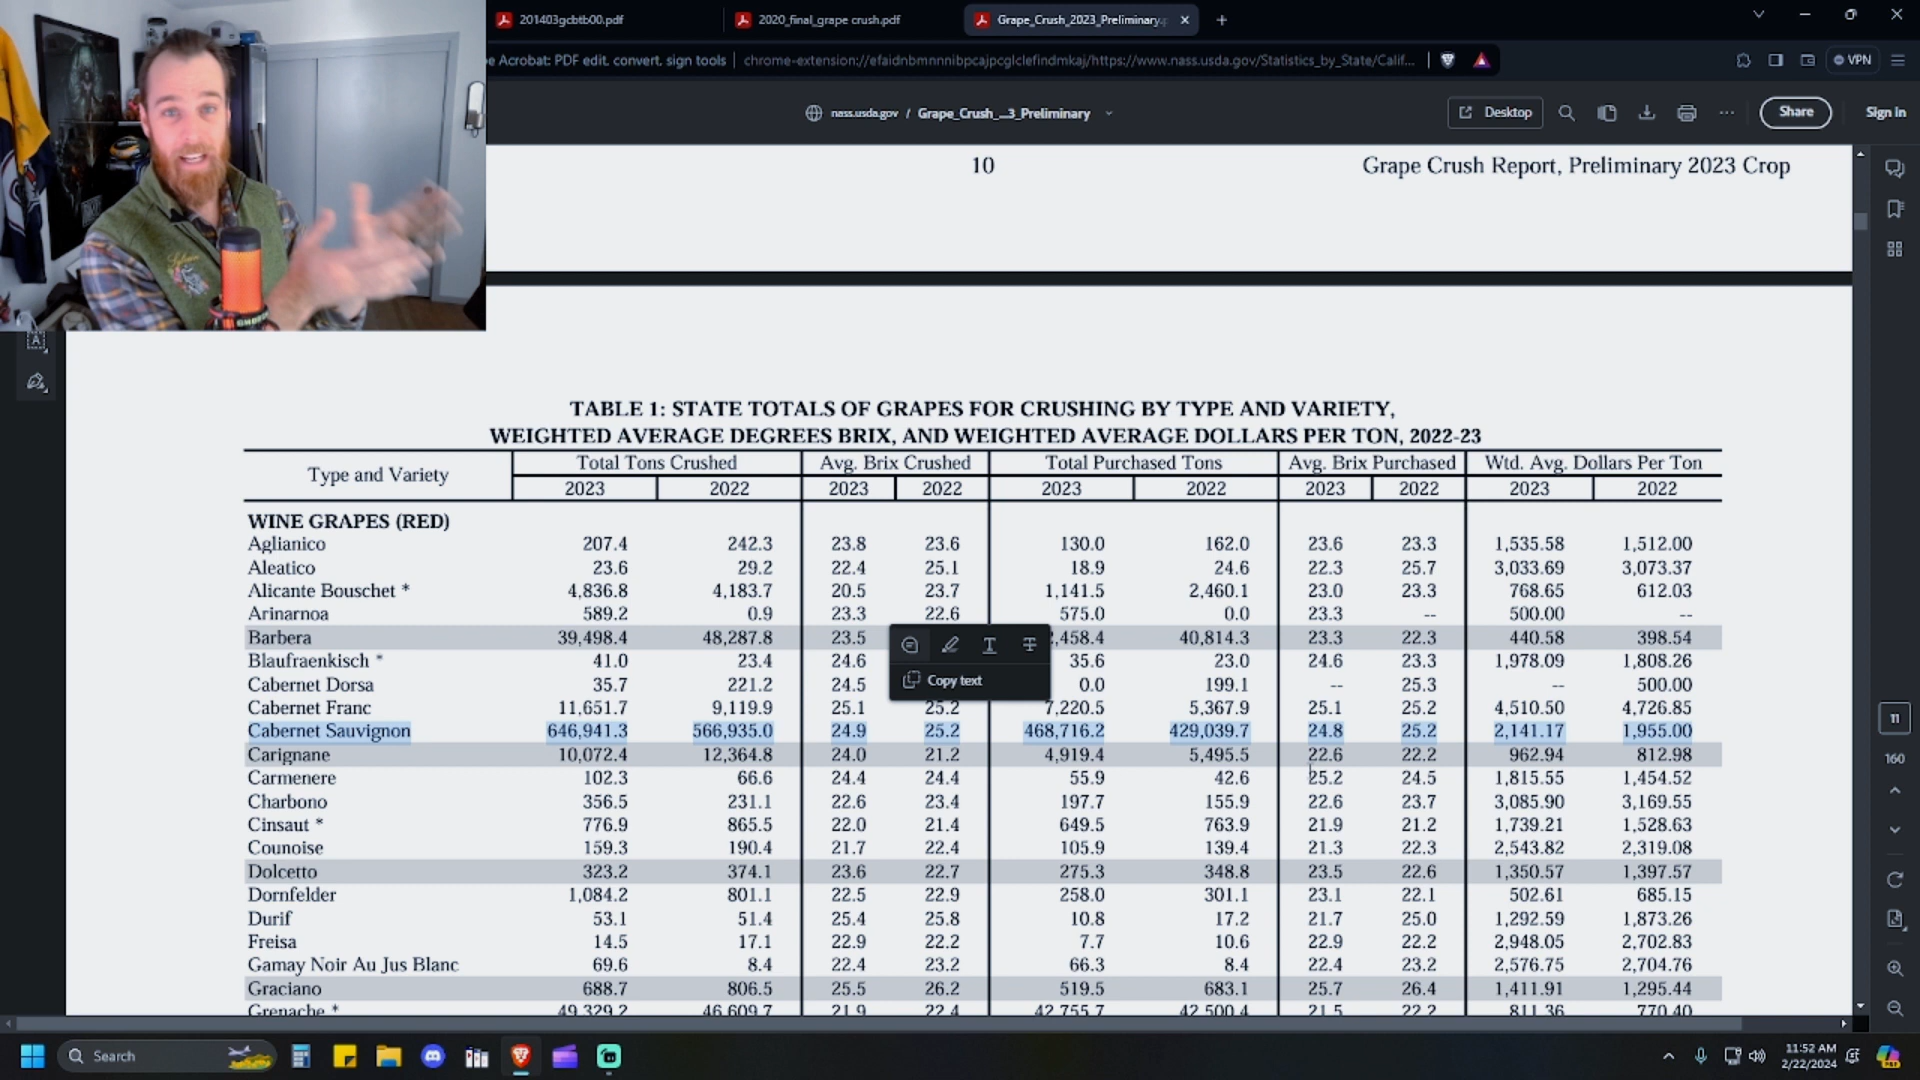 201403gcbtb00.pdf
2020_final_grape crush.pdf
Grape_Crush_2023_Preliminary.
Acrobat: PDF edit, convert, sign tools
chrome-extension://efaidnbmnnnibpcajpcglclefindmkaj/https://www.nass.usda.gov/Statistics_by_State/Calif...
VPN
nass.usda.gov / Grape_Crush_...3_Preliminary
Desktop
Share
Sign in
10
Grape Crush Report, Preliminary 2023 Crop
TABLE 1: STATE TOTALS OF GRAPES FOR CRUSHING BY TYPE AND VARIETY,
WEIGHTED AVERAGE DEGREES BRIX, AND WEIGHTED AVERAGE DOLLARS PER TON, 2022-23
Type and Variety Total Tons Crushed Avg. Brix Crushed Total Purchased Tons Avg. Brix Purchased Wtd. Avg. Dollars Per Ton
2023 2022 2023 2022 2023 2022 2023 2022 2023 2022
WINE GRAPES (RED)
Aglianico 207.4 242.3 23.8 23.6 130.0 162.0 23.6 23.3 1,535.58 1,512.00
Aleatico 23.6 29.2 22.4 25.1 18.9 24.6 22.3 25.7 3,033.69 3,073.37
Alicante Bouschet * 4,836.8 4,183.7 20.5 23.7 1,141.5 2,460.1 23.0 23.3 768.65 612.03
Arinarnoa 589.2 0.9 23.3 22.6 575.0 0.0 23.3 -- 500.00 --
Barbera 39,498.4 48,287.8 23.5 ,458.4 40,814.3 23.3 22.3 440.58 398.54
Blaufraenkisch * 41.0 23.4 24.6 35.6 23.0 24.6 23.3 1,978.09 1,808.26
Copy text
Cabernet Dorsa 35.7 221.2 24.5 0.0 199.1 -- 25.3 -- 500.00
Cabernet Franc 11,651.7 9,119.9 25.1 25.2 7,220.5 5,367.9 25.1 25.2 4,510.50 4,726.85
Cabernet Sauvignon 646,941.3 566,935.0 24.9 25.2 468,716.2 429,039.7 24.8 25.2 2,141.17 1,955.00
Carignane 10,072.4 12,364.8 24.0 21.2 4,919.4 5,495.5 22.6 22.2 962.94 812.98
Carmenere 102.3 66.6 24.4 24.4 55.9 42.6 25.2 24.5 1,815.55 1,454.52
Charbono 356.5 231.1 22.6 23.4 197.7 155.9 22.6 23.7 3,085.90 3,169.55
Cinsaut * 776.9 865.5 22.0 21.4 649.5 763.9 21.9 21.2 1,739.21 1,528.63
Counoise 159.3 190.4 21.7 22.4 105.9 139.4 21.3 22.3 2,543.82 2,319.08
Dolcetto 323.2 374.1 23.6 22.7 275.3 348.8 23.5 22.6 1,350.57 1,397.57
Dornfelder 1,084.2 801.1 22.5 22.9 258.0 301.1 23.1 22.1 502.61 685.15
Durif 53.1 51.4 25.4 25.8 10.8 17.2 21.7 25.0 1,292.59 1,873.26
Freisa 14.5 17.1 22.9 22.2 7.7 10.6 22.9 22.2 2,948.05 2,702.83
Gamay Noir Au Jus Blanc 69.6 8.4 22.4 23.2 66.3 8.4 22.4 23.2 2,576.75 2,704.76
Graciano 688.7 806.5 25.5 26.2 519.5 683.1 25.7 26.4 1,411.91 1,295.44
Grenache * 49,329.2 46,609.7 21.9 22.4 42,755.7 42,500.4 21.5 22.2 811.36 770.40
11
160
Search
11:52 AM
2/22/2024